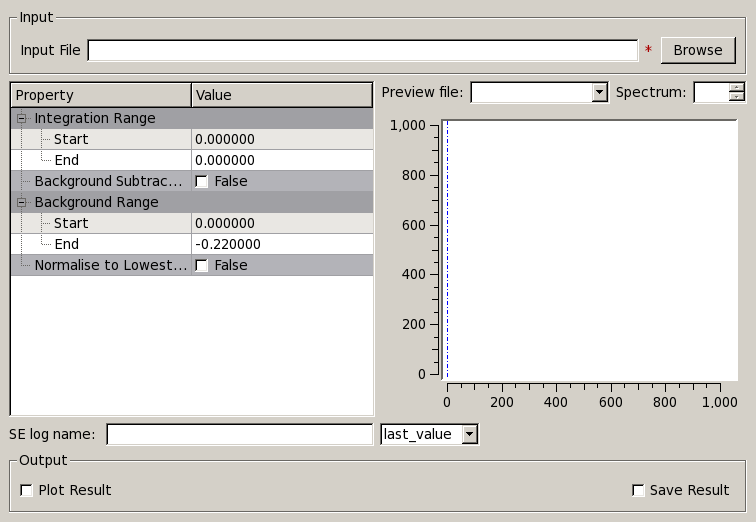 Input
Input File * Browse
Property Value Preview file: Spectrum:
Integration Range
Start 0.000000
End 0.000000
Background Subtrac... False
Background Range
Start 0.000000
End -0.220000
Normalise to Lowest... False
1,000
800
600
400
200
0
0 200 400 600 800 1,000
SE log name: last_value
Output
Plot Result Save Result